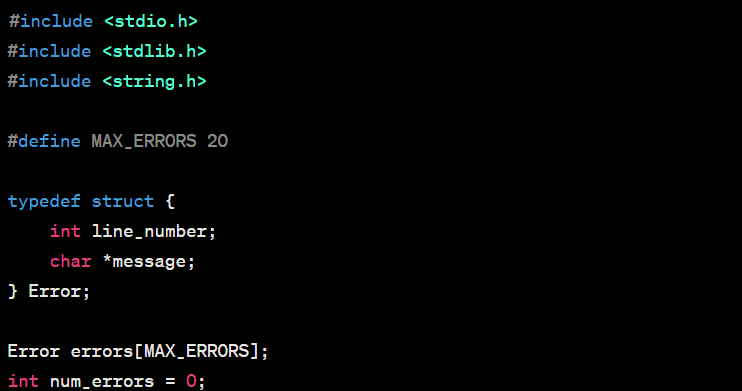 #include <stdio.h>
#include <stdlib.h>
#include <string.h>
#define MAX_ERRORS 20
typedef struct {
    int line_number;
    char *message;
} Error;
Error errors[MAX_ERRORS];
int num_errors = 0;